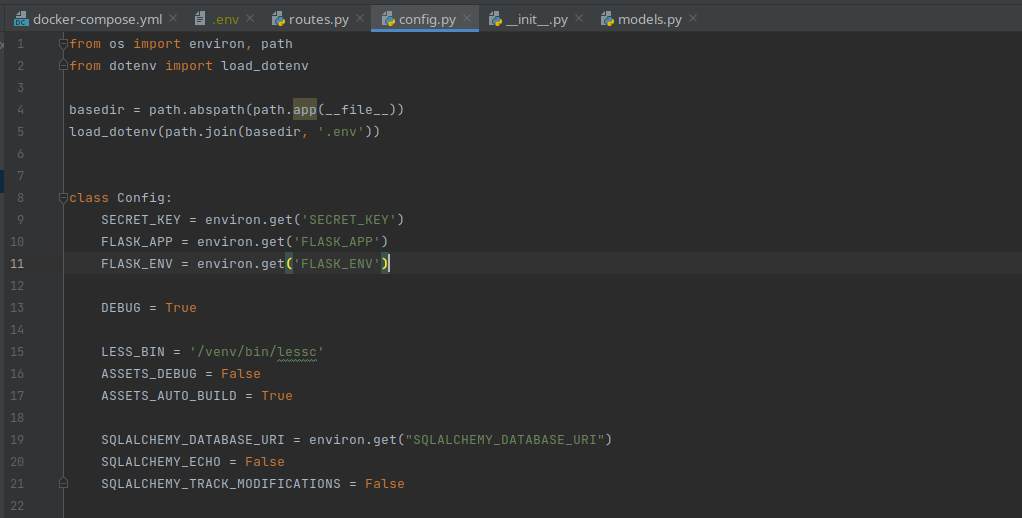 docker-compose.yml .env routes.py config.py __init__.py models.py
1 from os import environ, path
2 from dotenv import load_dotenv
3
4 basedir = path.abspath(path.app(__file__))
5 load_dotenv(path.join(basedir, '.env'))
6
7
8 class Config:
9 SECRET_KEY = environ.get('SECRET_KEY')
10 FLASK_APP = environ.get('FLASK_APP')
11 FLASK_ENV = environ.get('FLASK_ENV')
12
13 DEBUG = True
14
15 LESS_BIN = '/venv/bin/lessc'
16 ASSETS_DEBUG = False
17 ASSETS_AUTO_BUILD = True
18
19 SQLALCHEMY_DATABASE_URI = environ.get("SQLALCHEMY_DATABASE_URI")
20 SQLALCHEMY_ECHO = False
21 SQLALCHEMY_TRACK_MODIFICATIONS = False
22